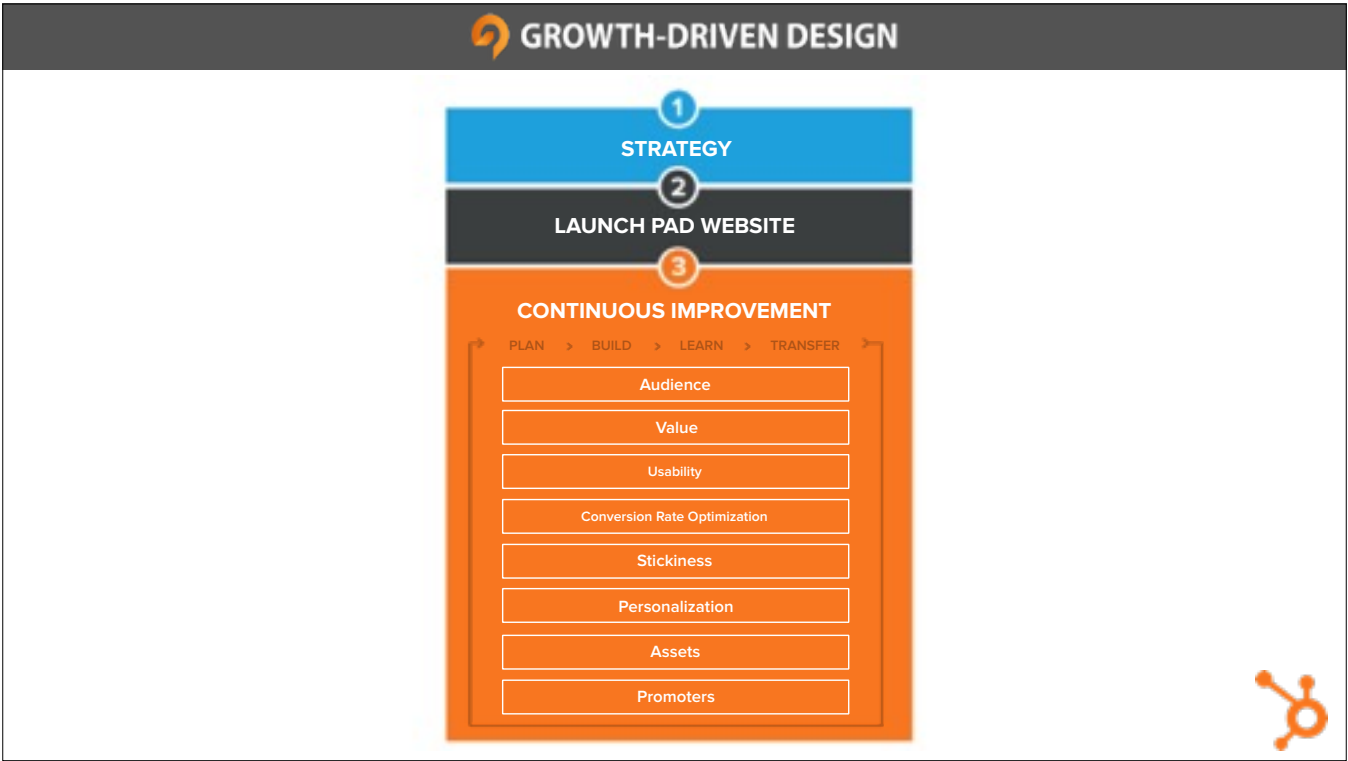 GROWTH-DRIVEN DESIGN
1
STRATEGY
2
LAUNCH PAD WEBSITE
3
CONTINUOUS IMPROVEMENT
PLAN > BUILD > LEARN > TRANSFER >
Audience
Value
Usability
Conversion Rate Optimization
Stickiness
Personalization
Assets
Promoters